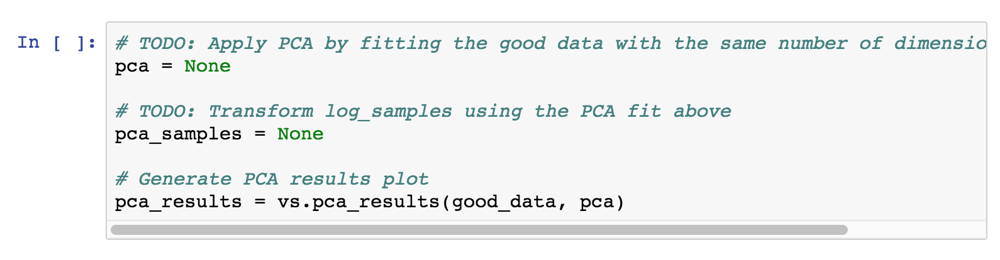 In [ ]: # TODO: Apply PCA by fitting the good data with the same number of
pca = None
# TODO: Transform log_samples using the PCA fit above
pca_samples = None
# Generate PCA results plot
pca_results = vs.pca_results(good_data, pca)